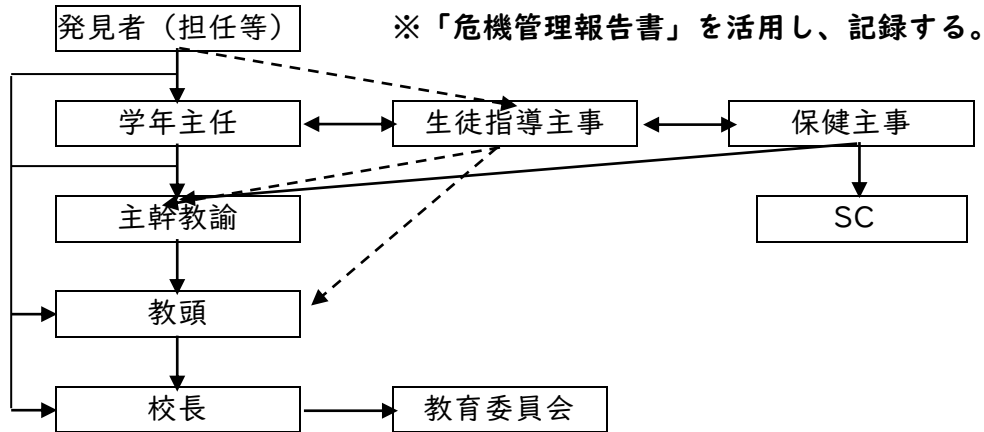 発見者（担任等）
※「危機管理報告書」を活用し、記録する。
学年主任
生徒指導主事
保健主事
主幹教諭
SC
教頭
校長
教育委員会